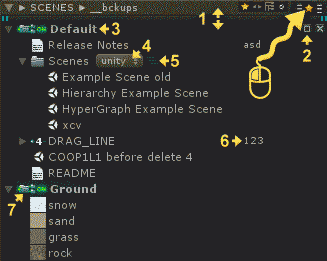 SCENES ▸ __bckups 1
Default 3 2
Release Notes asd
4
Scenes unity 5
Example Scene old
Hierarchy Example Scene
HyperGraph Example Scene
xcv
4 DRAG_LINE 6 123
COOP1L1 before delete 4
README
Ground
7
snow
sand
grass
rock